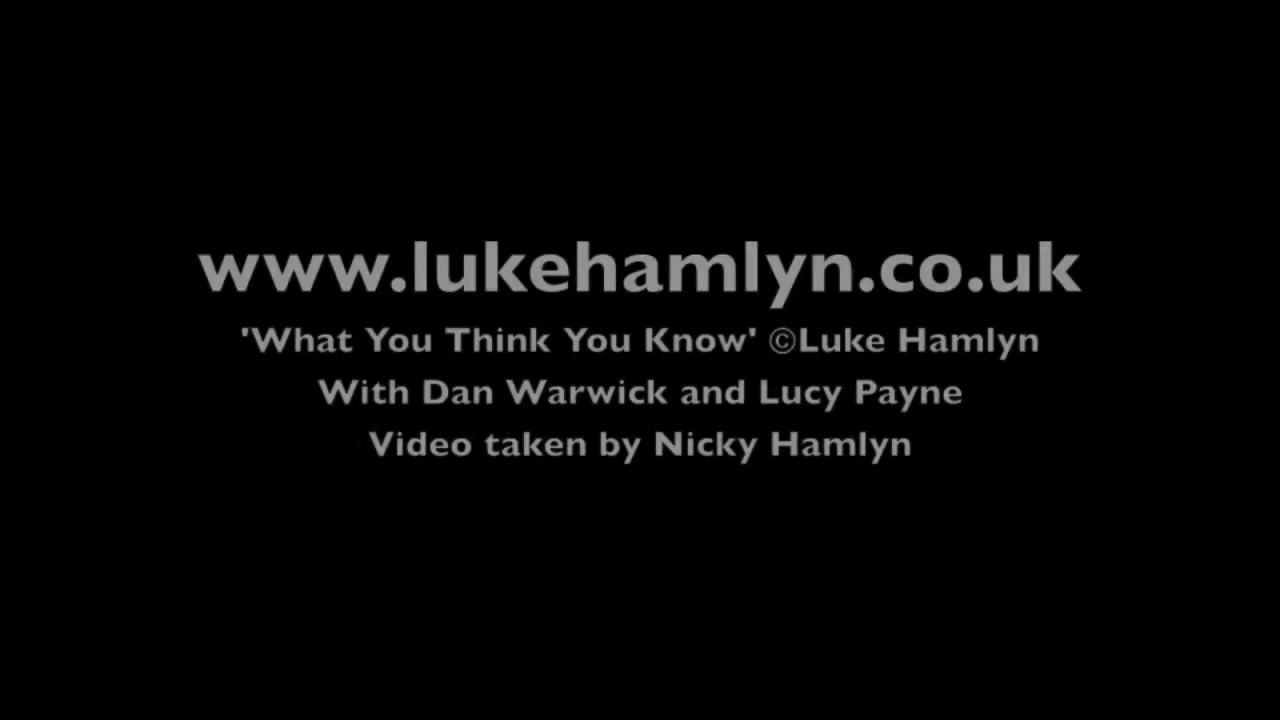 www.lukehamlyn.co.uk
'What You Think You Know' ©Luke Hamlyn
With Dan Warwick and Lucy Payne
Video taken by Nicky Hamlyn